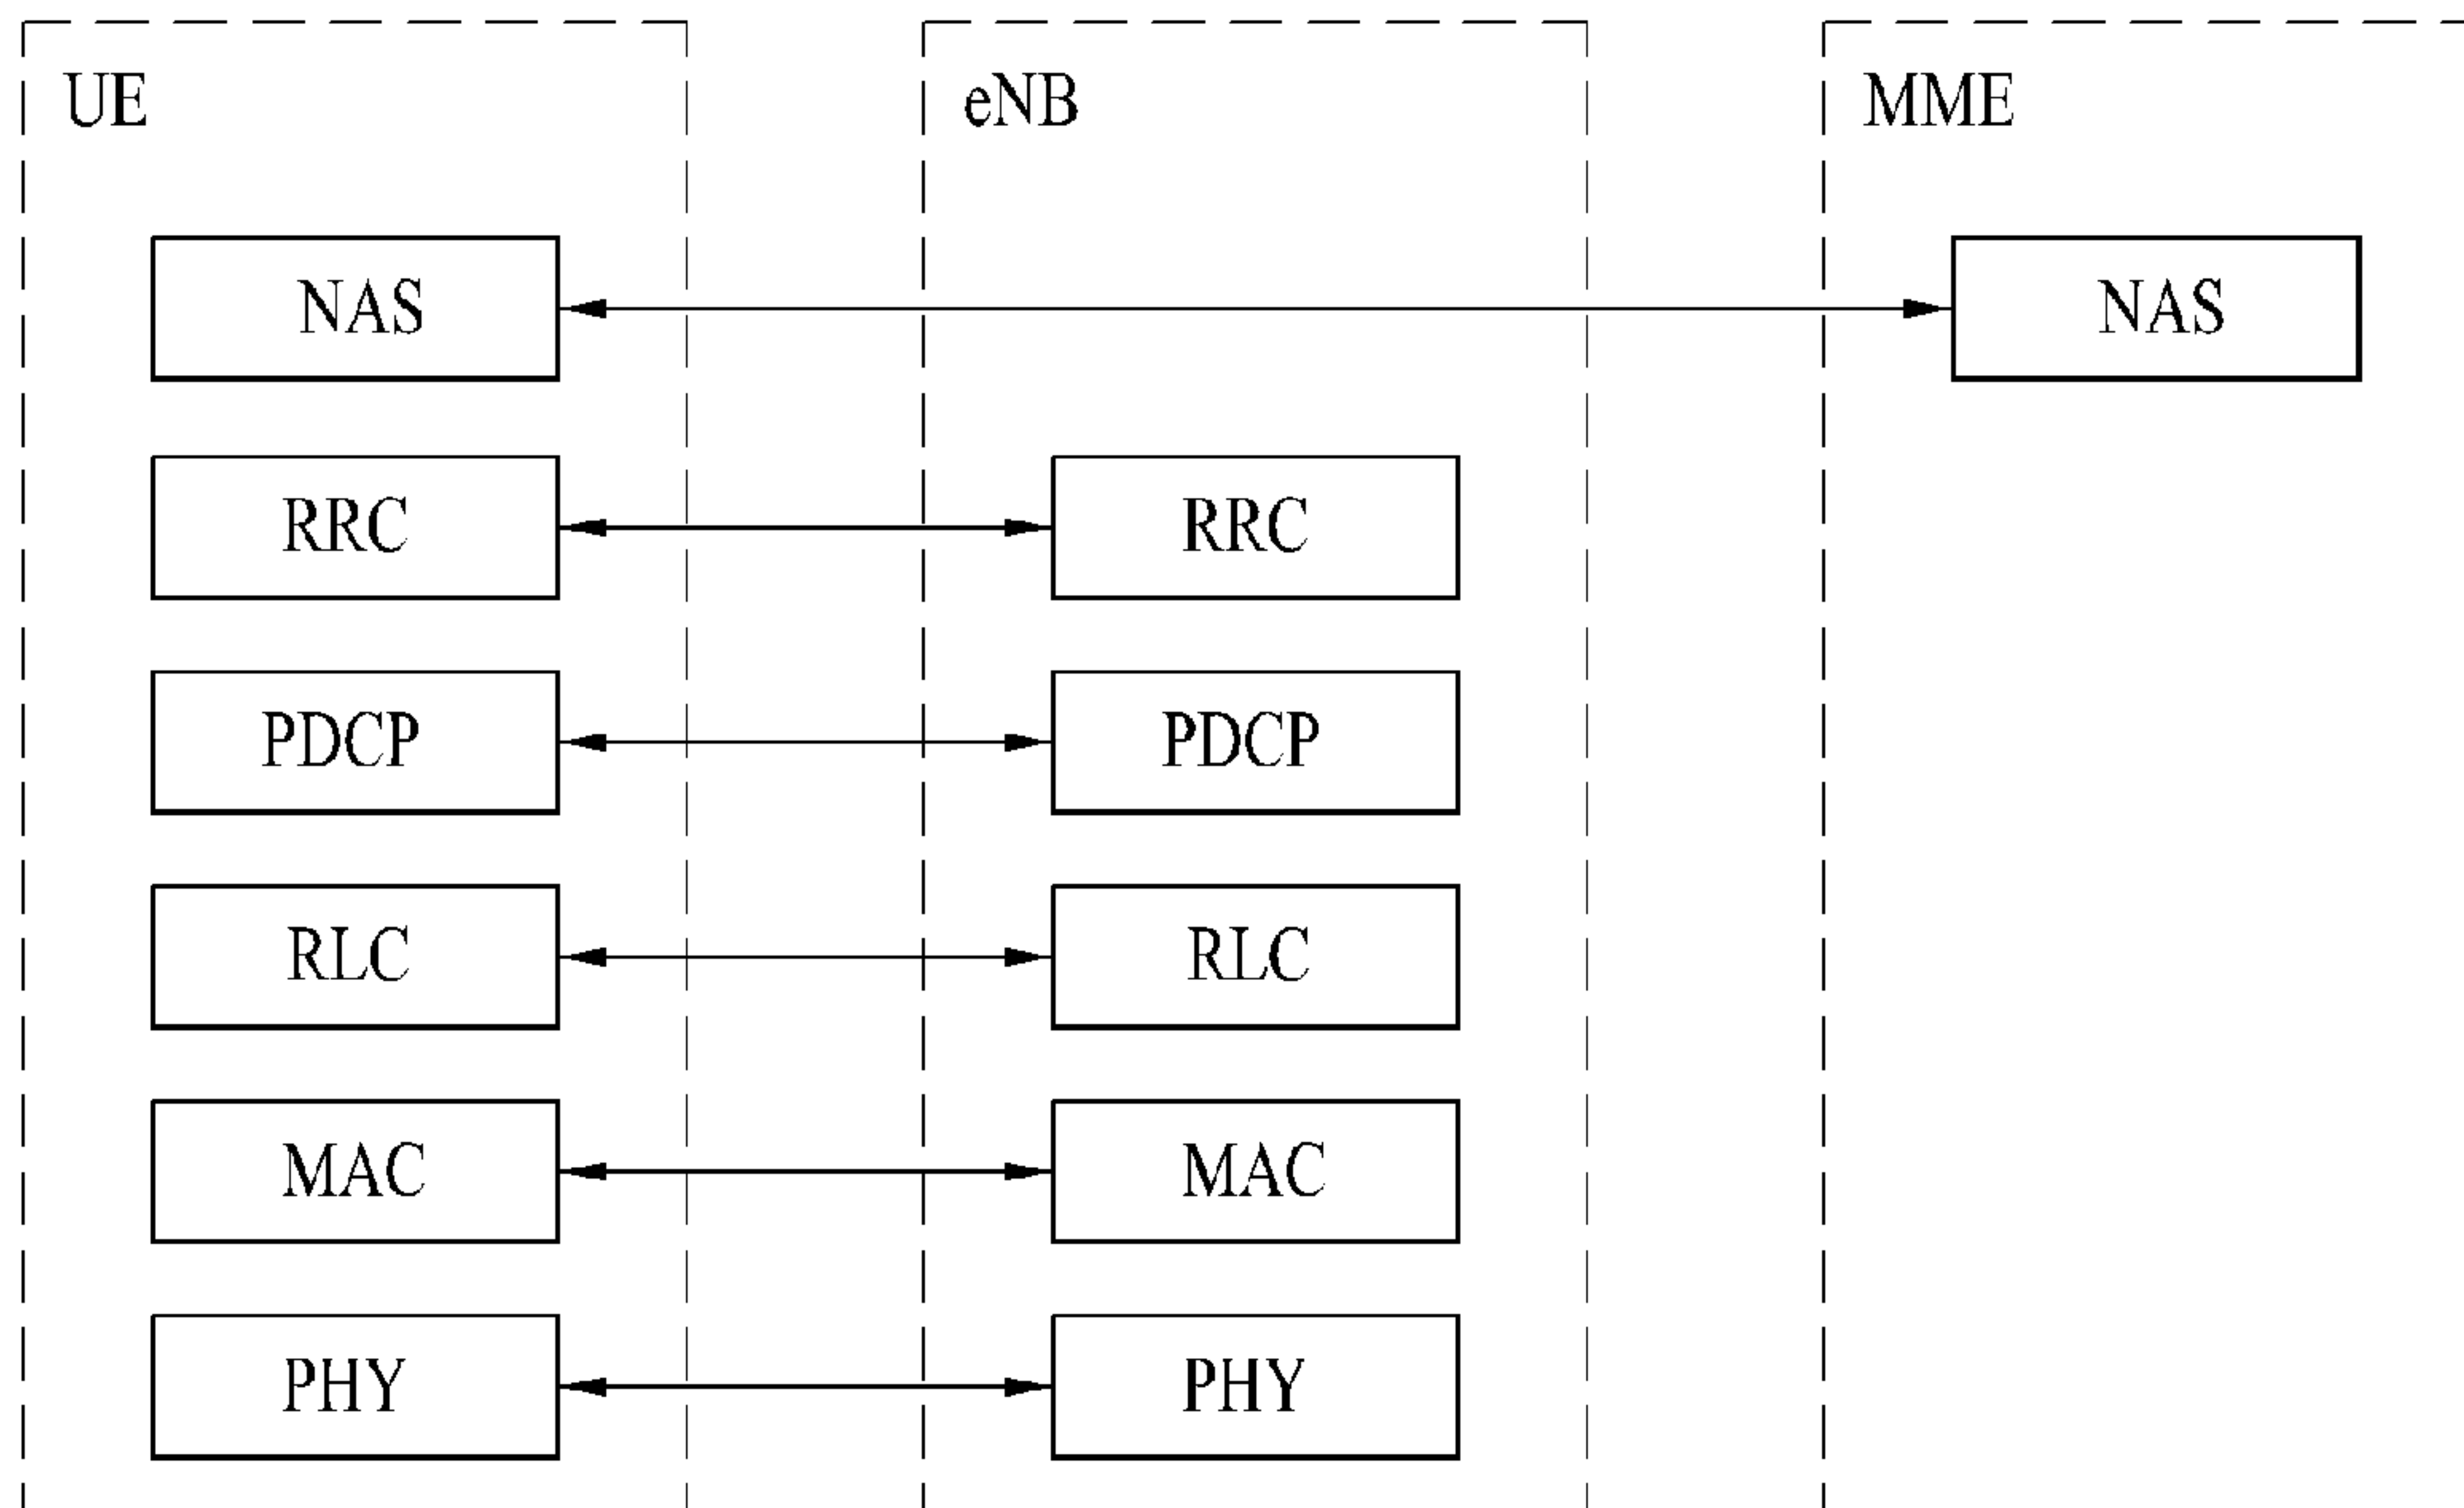 UE eNB MME
NAS NAS
RRC RRC
PDCP PDCP
RLC RLC
MAC MAC
PHY PHY